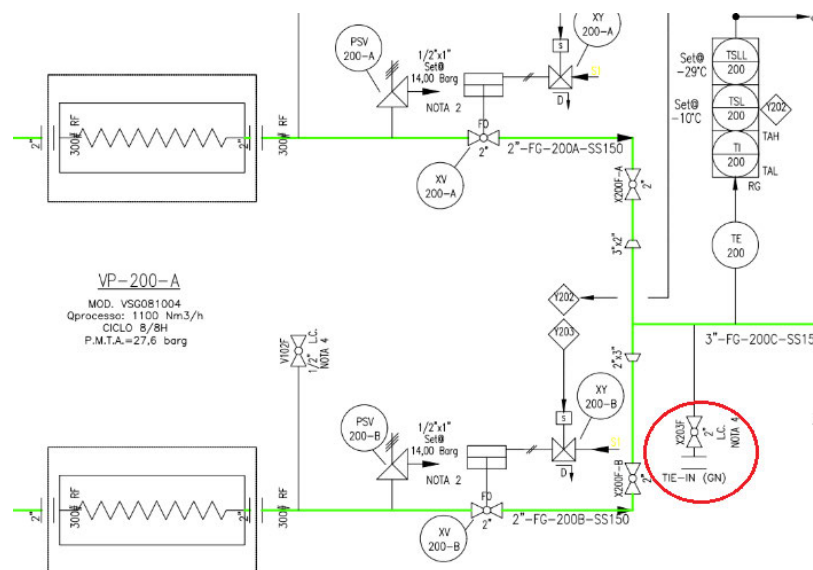 PSV
200-A
1/2"x1"
Set@
14,00 Barg
NOTA 2
XY
200-A
S
S1
D
FO
2"
XV
200-A
2"-FG-200A-SS150
2"
300# RF
300# RF
X200F-A
2"
3"x2"
Set@
-29°C
TSLL
200
Set@
-10°C
TSL
200
Y202
TAH
TI
200
TAL
RG
TE
200
VP-200-A
MOD. VSG081004
Qprocesso: 1100 Nm3/h
CICLO 8/8H
P.M.T.A.=27,6 barg
V102F
1/2"
L.C.
NOTA 4
Y202
Y203
2"x3"
3"-FG-200C-SS15
PSV
200-B
1/2"x1"
Set@
14,00 Barg
NOTA 2
XY
200-B
S
S1
D
FO
2"
XV
200-B
2"-FG-200B-SS150
2"
300# RF
300# RF
X200F-B
2"
X203F
2"
L.C.
NOTA 4
TIE-IN (GN)